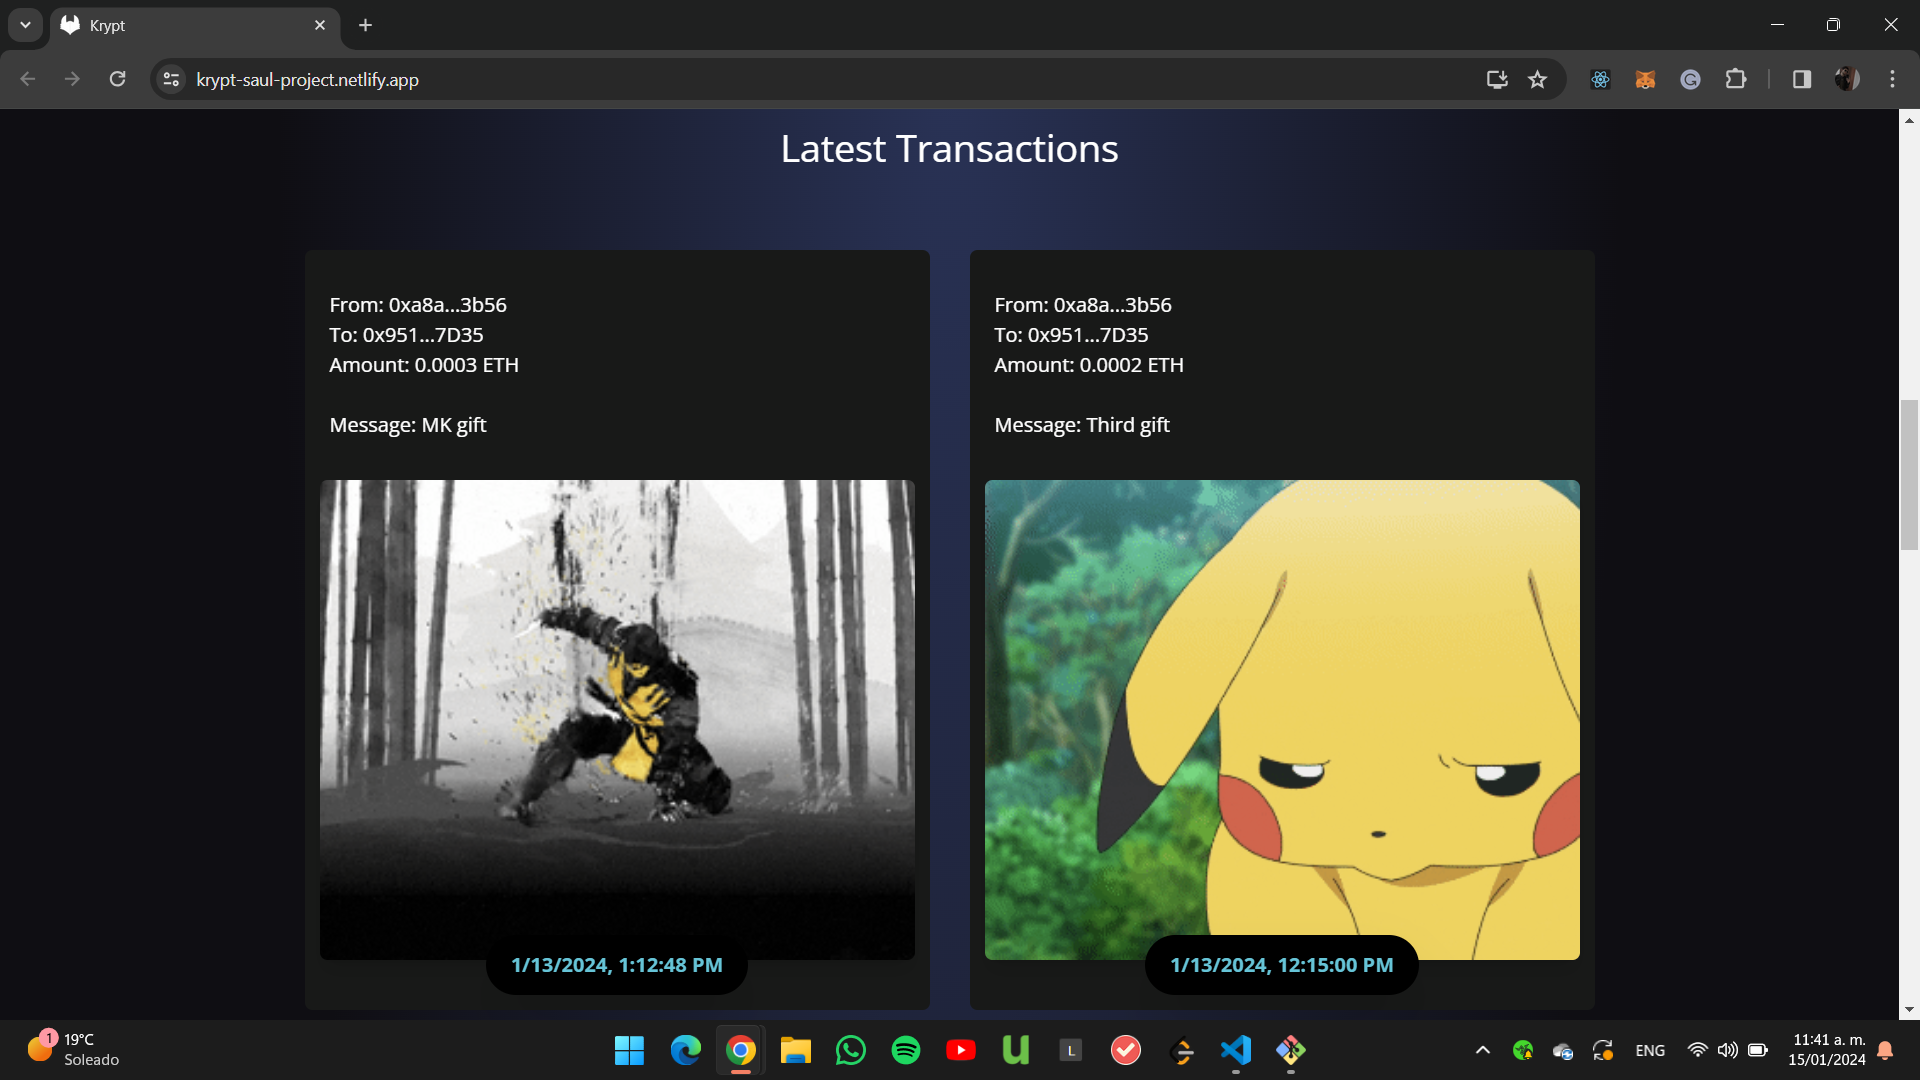 Krypt
krypt-saul-project.netlify.app
Latest Transactions
From: 0xa8a...3b56
To: 0x951...7D35
Amount: 0.0003 ETH
Message: MK gift
1/13/2024, 1:12:48 PM
From: 0xa8a...3b56
To: 0x951...7D35
Amount: 0.0002 ETH
Message: Third gift
1/13/2024, 12:15:00 PM
1
19°C
Soleado
L
ENG
11:41 a. m.
15/01/2024